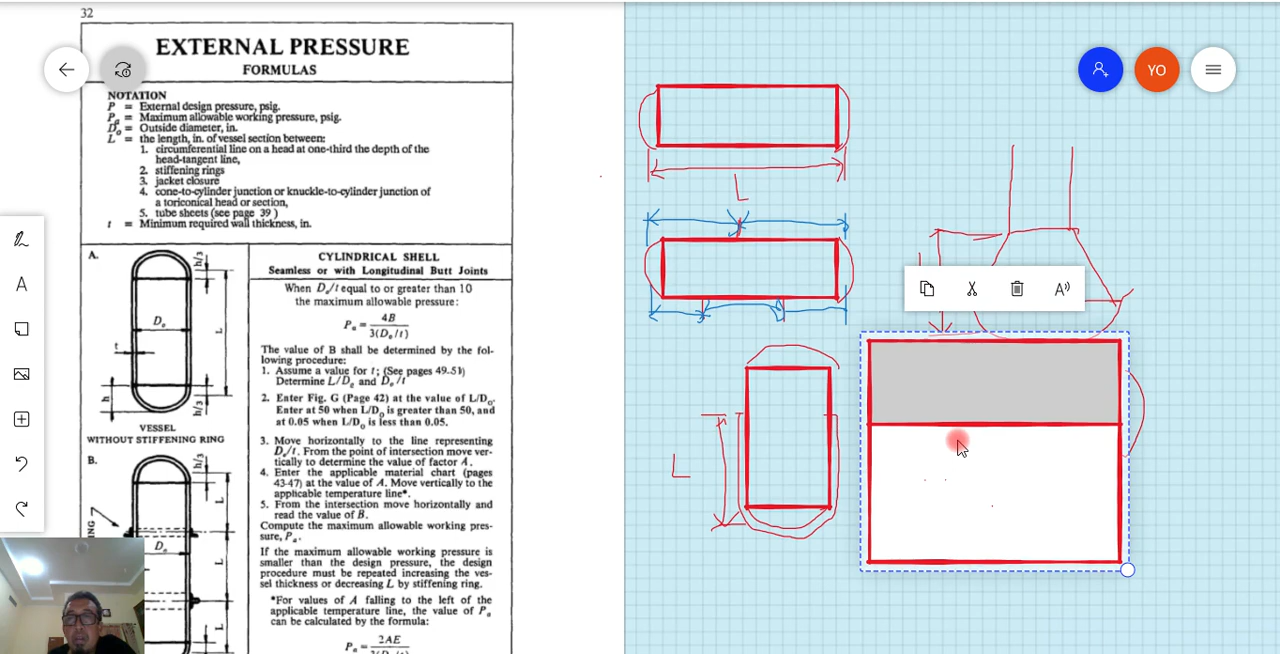 32
EXTERNAL PRESSURE
FORMULAS
NOTATION
P = External design pressure, psig.
Pa = Maximum allowable working pressure, psig.
Do = Outside diameter, in.
L = the length, in. of vessel section between:
1. circumferential line on a head at one-third the depth of the
head-tangent line,
2. stiffening rings
3. jacket closure
4. cone-to-cylinder junction or knuckle-to-cylinder junction of
a toriconical head or section,
5. tube sheets (see page 39 )
t = Minimum required wall thickness, in.
A.
h/3
Do
L
t
h
h/3
VESSEL
WITHOUT STIFFENING RING
B.
h/3
L
Do
L
L
h/3
CYLINDRICAL SHELL
Seamless or with Longitudinal Butt Joints
When Do/t equal to or greater than 10
the maximum allowable pressure:
Pa = 4B
3(Do/t)
The value of B shall be determined by the fol-
lowing procedure:
1. Assume a value for t; (See pages 49-51)
Determine L/Do and Do/t
2. Enter Fig. G (Page 42) at the value of L/Do.
Enter at 50 when L/Do is greater than 50, and
at 0.05 when L/Do is less than 0.05.
3. Move horizontally to the line representing
Do/t. From the point of intersection move ver-
tically to determine the value of factor A.
4. Enter the applicable material chart (pages
43-47) at the value of A. Move vertically to the
applicable temperature line*.
5. From the intersection move horizontally and
read the value of B.
Compute the maximum allowable working pres-
sure, Pa.
If the maximum allowable working pressure is
smaller than the design pressure, the design
procedure must be repeated increasing the ves-
sel thickness or decreasing L by stiffening ring.
*For values of A falling to the left of the
applicable temperature line, the value of Pa
can be calculated by the formula:
Pa = 2AE
L
L
YO
A
A